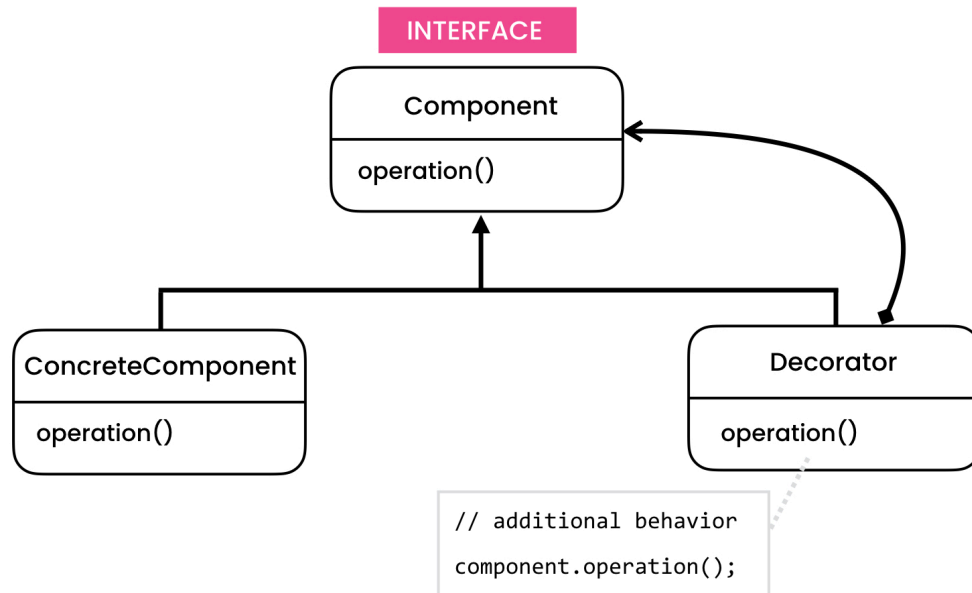 INTERFACE
Component
operation()
ConcreteComponent
operation()
Decorator
operation()
// additional behavior
component.operation();